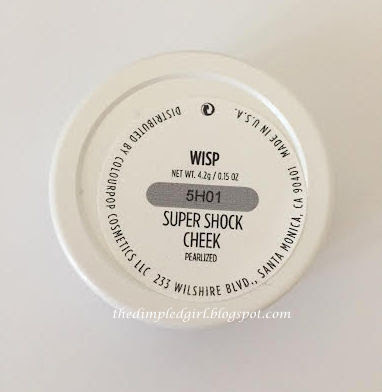 WISP
NET WT. 4.2g / 0.15 OZ
5H01
SUPER SHOCK
CHEEK
PEARLIZED
DISTRIBUTED BY COLOURPOP COSMETICS LLC 233 WILSHIRE BLVD., SANTA MONICA, CA 90401 MADE IN U.S.A.
thedimpledgirl.blogspot.com